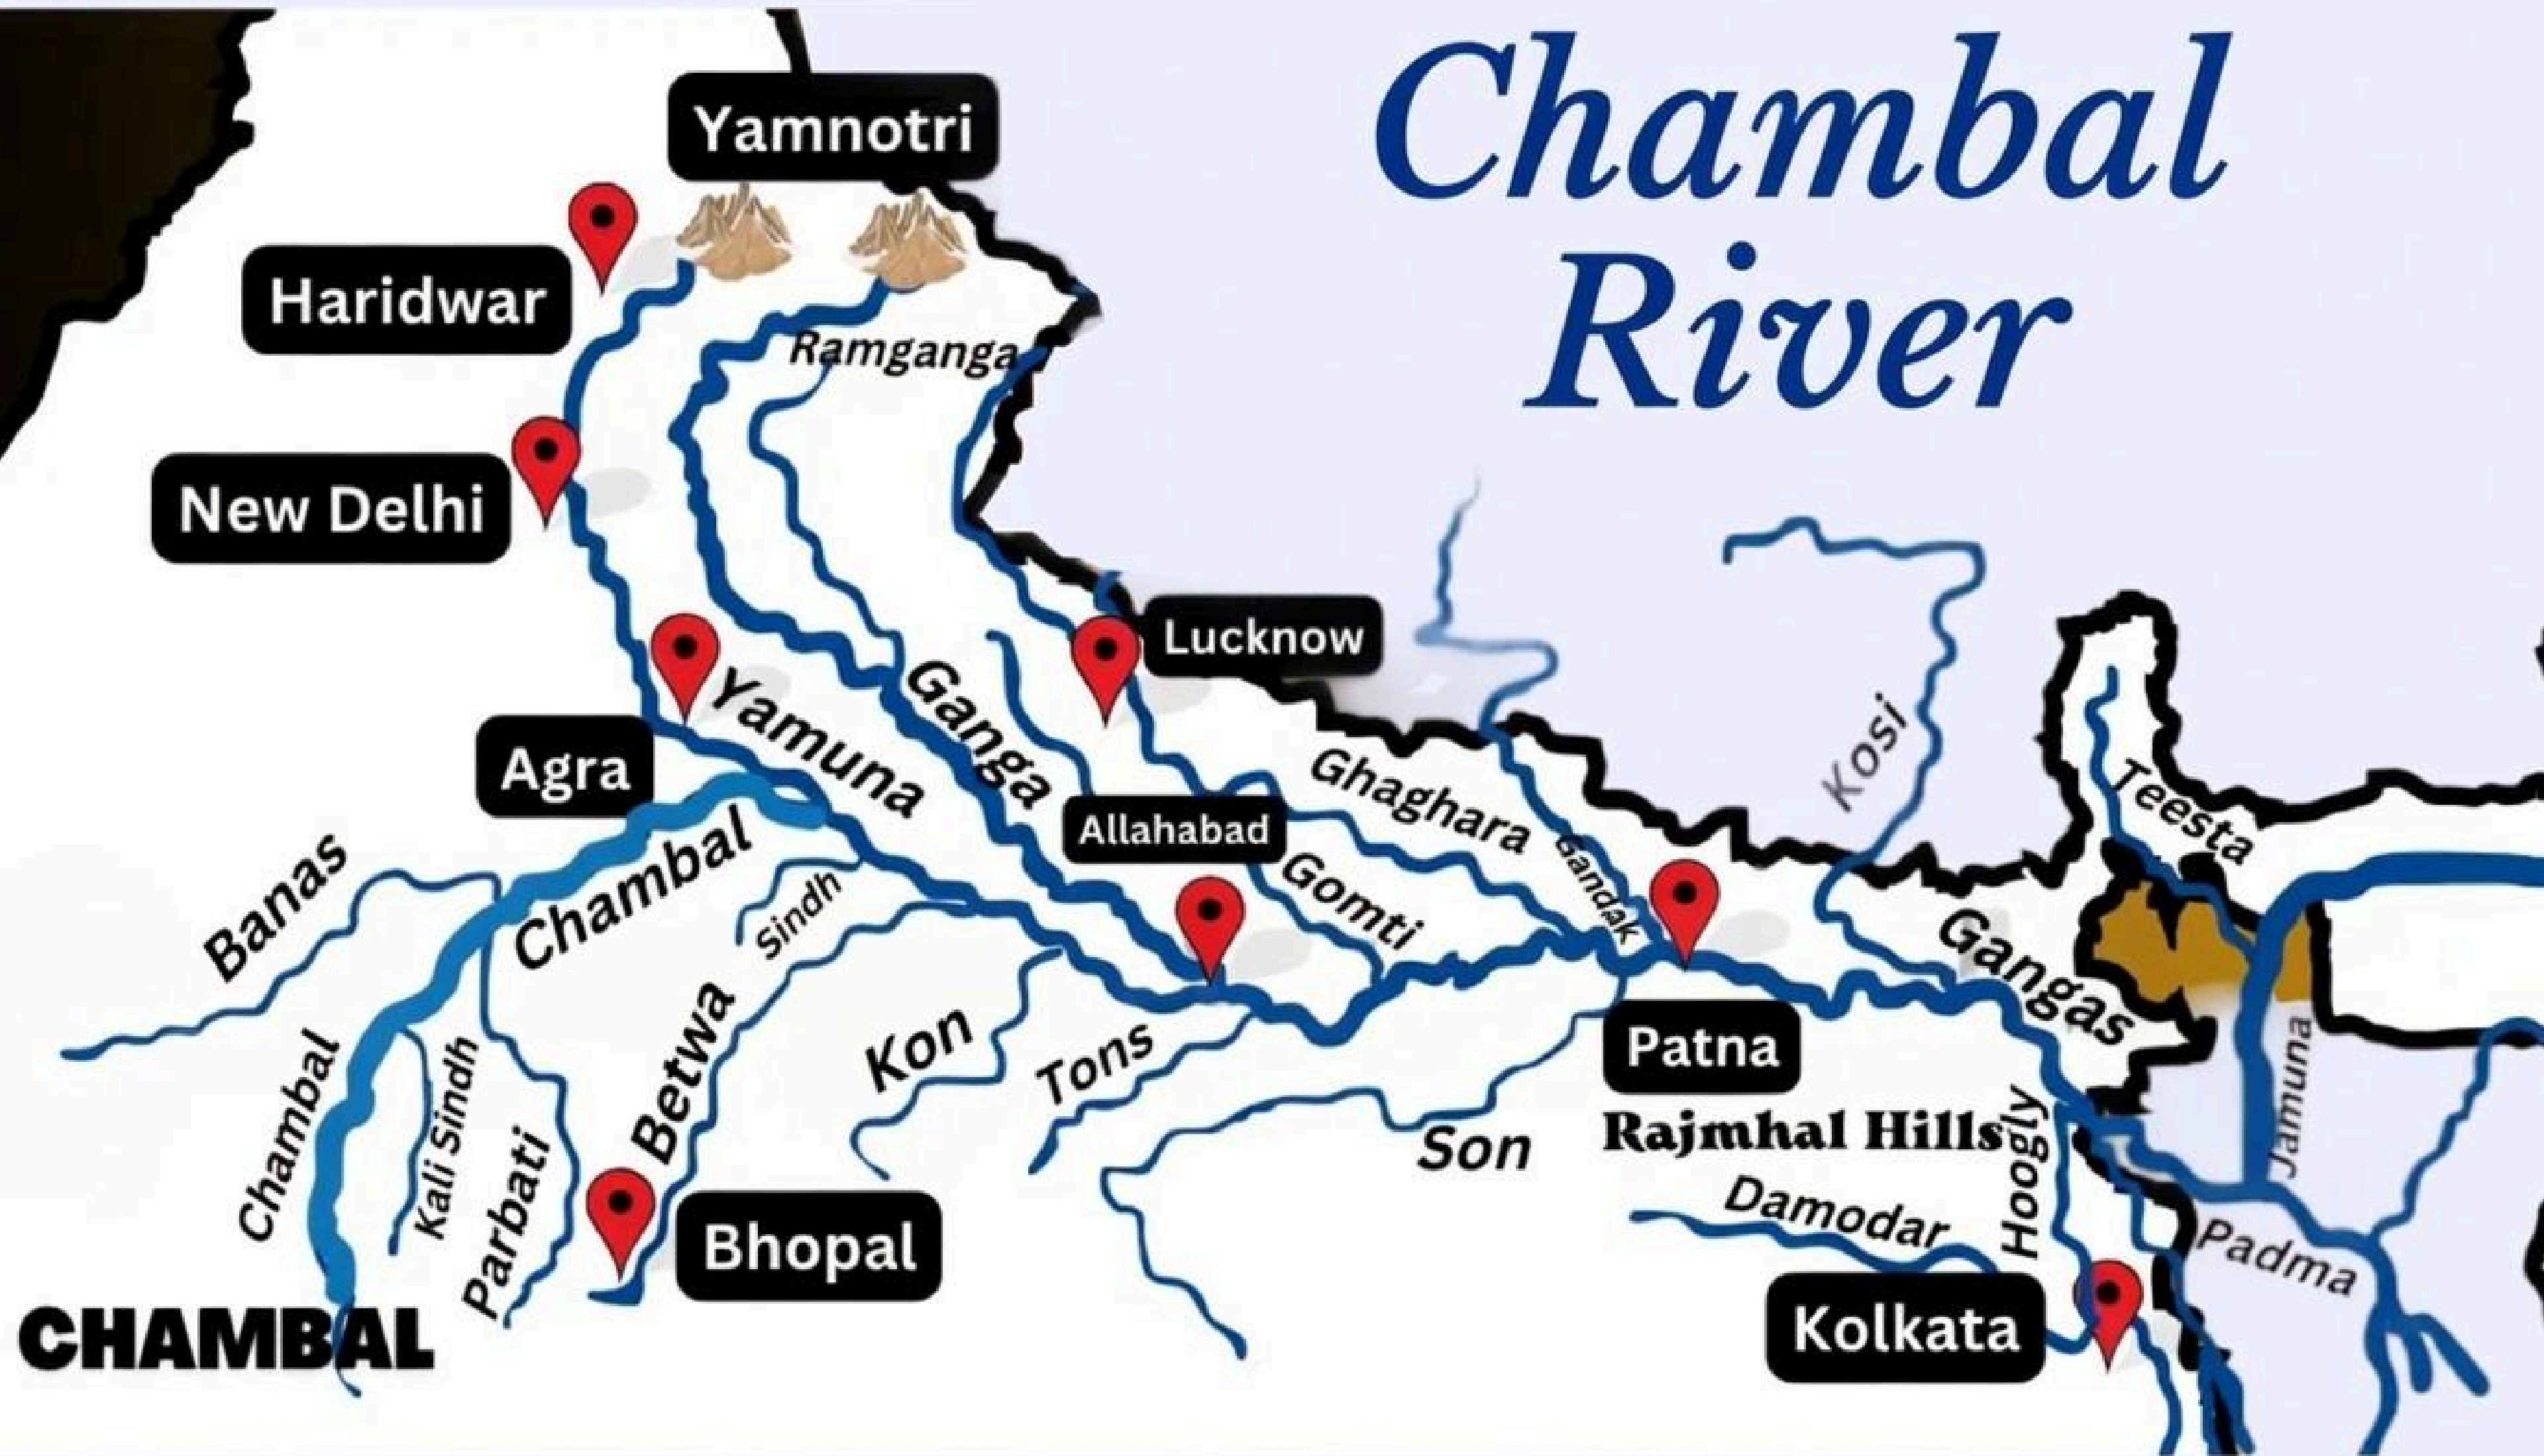 Chambal
River
Yamnotri
Haridwar
Ramganga
New Delhi
Lucknow
Yamuna
Ganga
Agra
Ghaghara
Kosi
Teesta
Allahabad
Banas
Chambal
Sindh
Gomti
Gandak
Gangas
Betwa
Kon
Tons
Patna
Jamuna
Chambal
Kali Sindh
Parbati
Son
Rajmhal Hills
Hoogly
Damodar
Padma
Bhopal
Kolkata
CHAMBAL